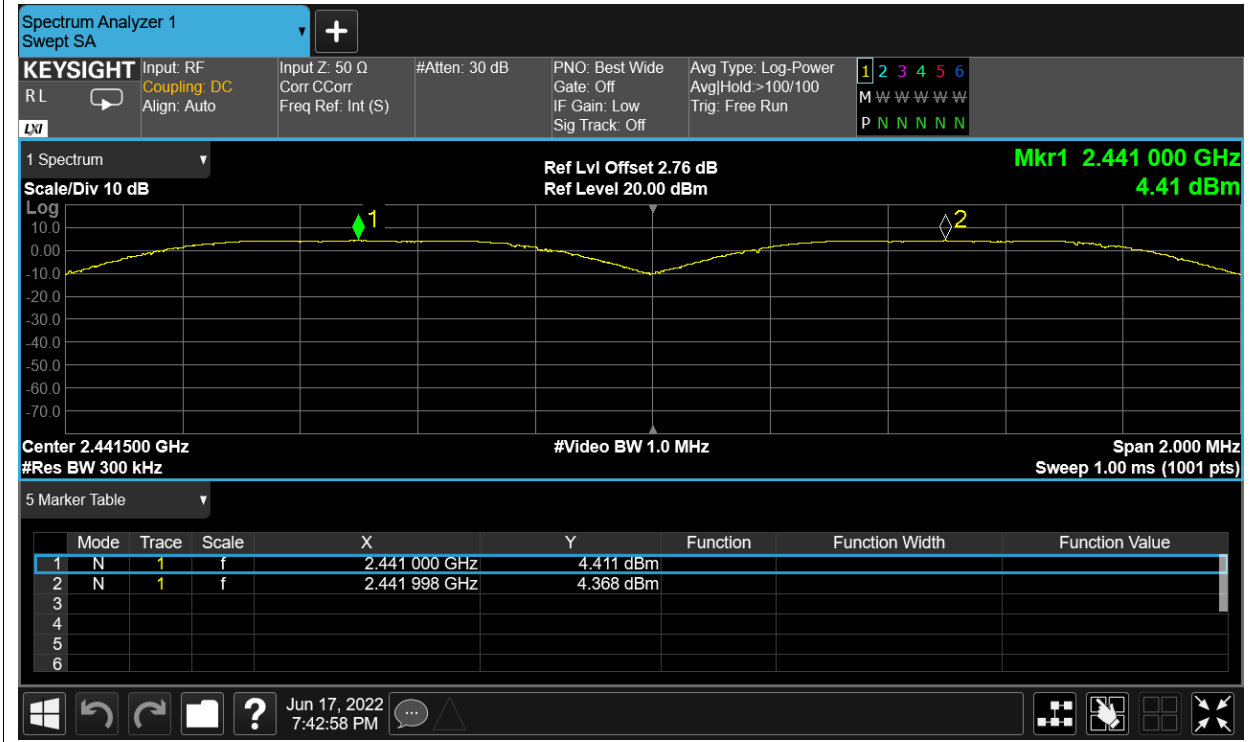 Spectrum Analyzer 1
Swept SA
+
KEYSIGHT
RL
LXI
Input: RF
Coupling: DC
Align: Auto
Input Z: 50 Ω
Corr CCorr
Freq Ref: Int (S)
#Atten: 30 dB
PNO: Best Wide
Gate: Off
IF Gain: Low
Sig Track: Off
Avg Type: Log-Power
Avg|Hold:>100/100
Trig: Free Run
1 2 3 4 5 6
M W W W W W
P N N N N N
1 Spectrum
Scale/Div 10 dB
Ref Lvl Offset 2.76 dB
Ref Level 20.00 dBm
Mkr1 2.441 000 GHz
4.41 dBm
Log
10.0
0.00
-10.0
-20.0
-30.0
-40.0
-50.0
-60.0
-70.0
1
2
Center 2.441500 GHz
#Video BW 1.0 MHz
Span 2.000 MHz
#Res BW 300 kHz
Sweep 1.00 ms (1001 pts)
5 Marker Table
Mode Trace Scale X Y Function Function Width Function Value
1 N 1 f 2.441 000 GHz 4.411 dBm
2 N 1 f 2.441 998 GHz 4.368 dBm
3
4
5
6
?
Jun 17, 2022
7:42:58 PM